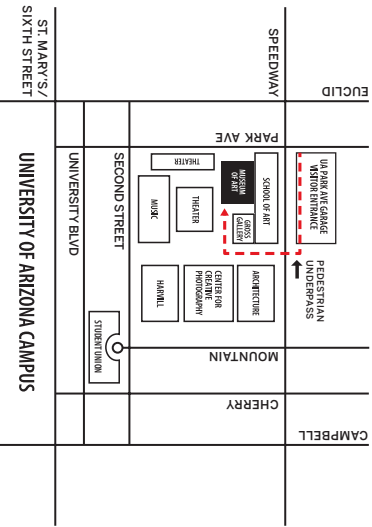 EUCLID
PARK AVE
MOUNTAIN
CHERRY
CAMPBELL
SPEEDWAY
SECOND STREET
UNIVERSITY BLVD
ST. MARY'S/
SIXTH STREET
UA PARK AVE GARAGE
VISITOR ENTRANCE
PEDESTRIAN
UNDERPASS
SCHOOL OF ART
MUSEUM
OF ART
GROSS
GALLERY
THEATER
THEATER
MUSIC
ARCHITECTURE
CENTER FOR
CREATIVE
PHOTOGRAPHY
HARVILL
STUDENT UNION
UNIVERSITY OF ARIZONA CAMPUS